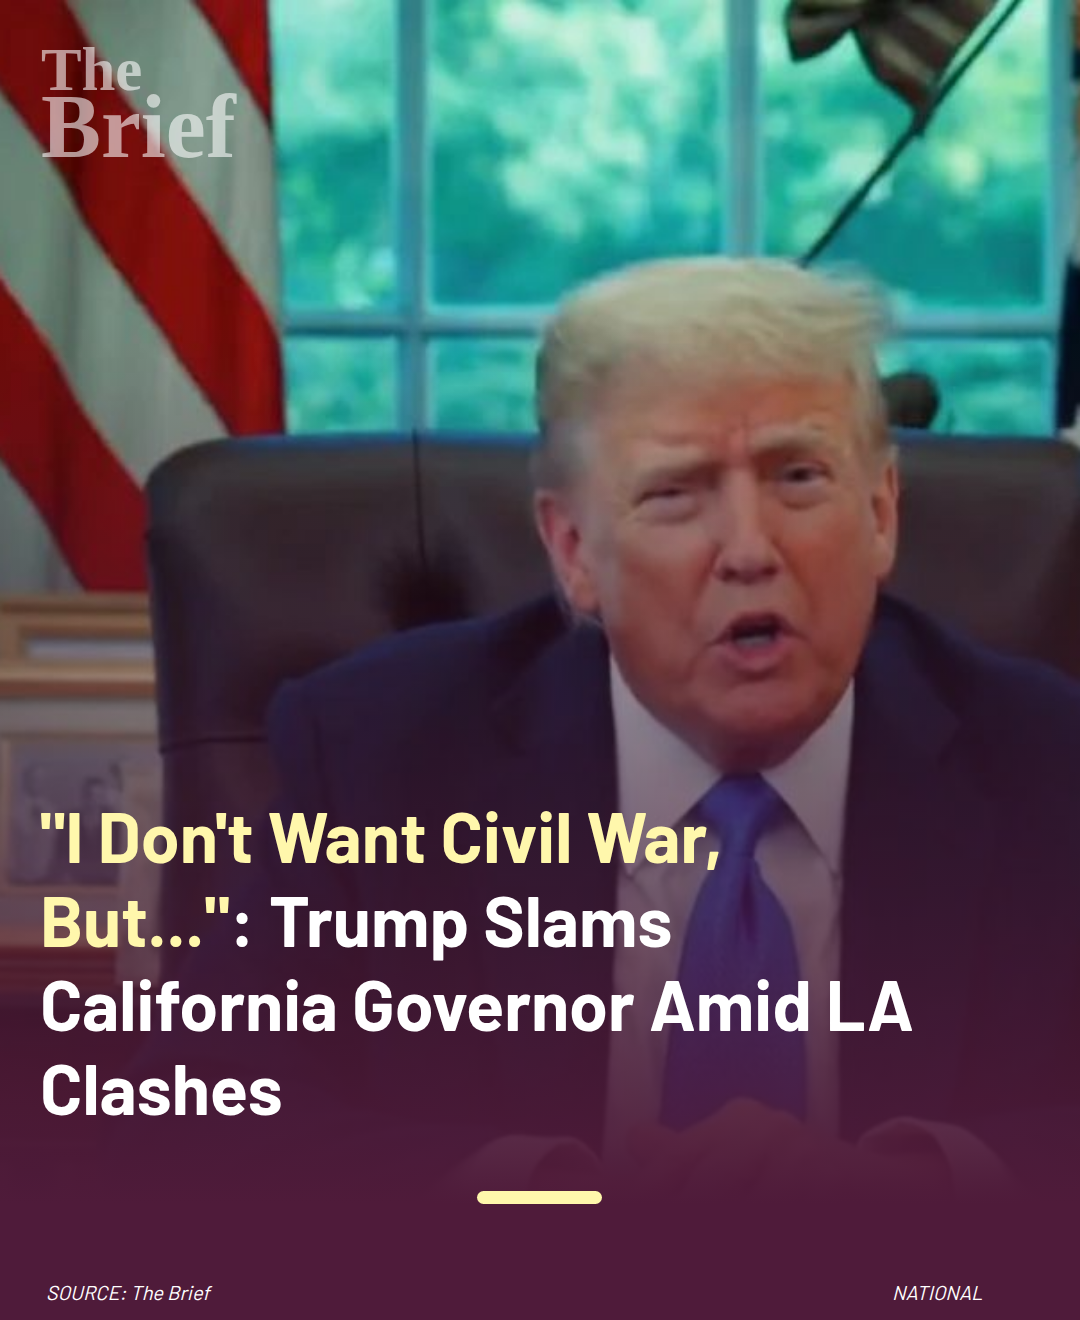 The
Brief
"I Don't Want Civil War,
But...": Trump Slams
California Governor Amid LA
Clashes
SOURCE: The Brief
NATIONAL